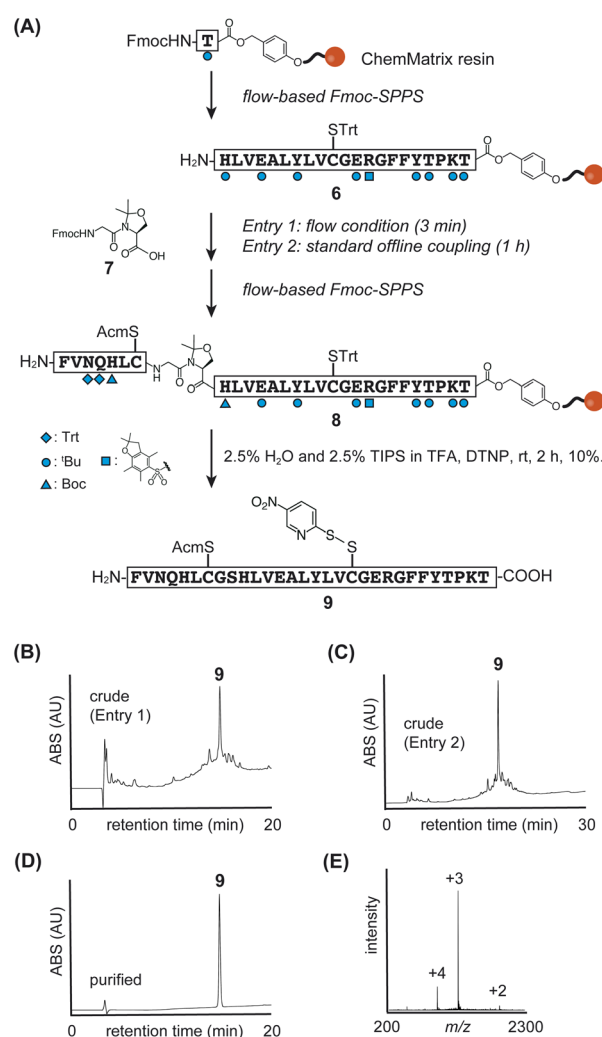 (A)
FmocHN
T
O
O
O
ChemMatrix resin
flow-based Fmoc-SPPS
STrt
H2N-
HLVEALYLVCGERGFFYTPKT
O
O
O
6
O
N
FmocHN
O
O
OH
7
Entry 1: flow condition (3 min)
Entry 2: standard offline coupling (1 h)
flow-based Fmoc-SPPS
AcmS
O
N
STrt
H2N-
FVNQHLC
N
H
O
O
HLVEALYLVCGERGFFYTPKT
O
O
O
8
: Trt
: tBu
: Boc
:
O
S
O O
2.5% H2O and 2.5% TIPS in TFA, DTNP, rt, 2 h, 10%.
O2N
N
S
S
AcmS
H2N-
FVNQHLCGSHLVEALYLVCGERGFFYTPKT
-COOH
9
(B)
ABS (AU)
crude
(Entry 1)
9
0
retention time (min)
20
(C)
ABS (AU)
crude
(Entry 2)
9
0
retention time (min)
30
(D)
ABS (AU)
purified
9
0
retention time (min)
20
(E)
intensity
+3
+4
+2
200
m/z
2300